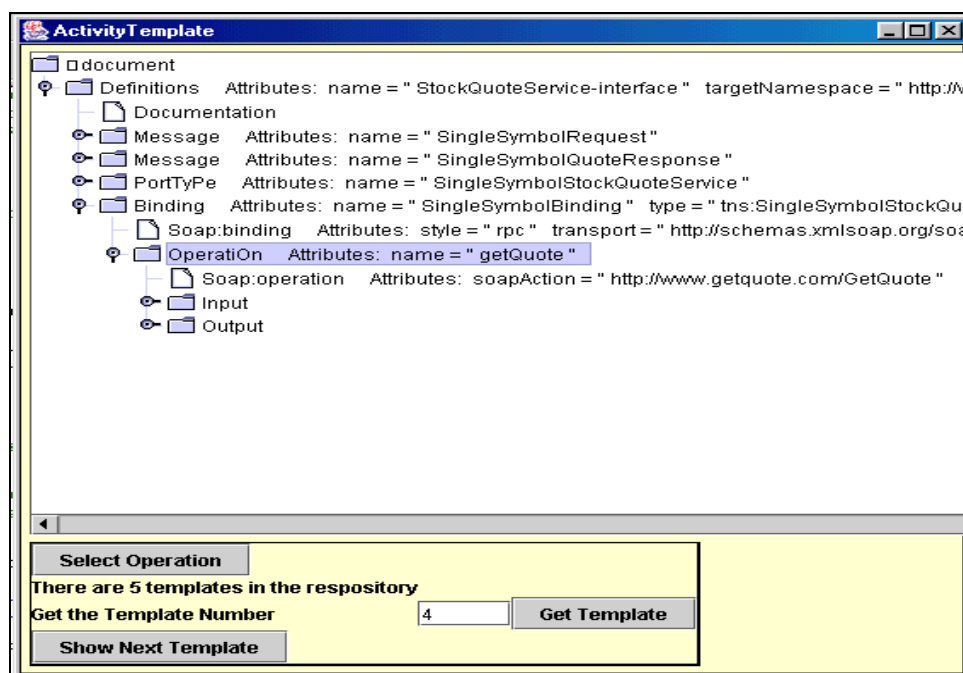 ActivityTemplate
document
Definitions Attributes: name = " StockQuoteService-interface " targetNamespace = " http://
Documentation
Message Attributes: name = " SingleSymbolRequest "
Message Attributes: name = " SingleSymbolQuoteResponse "
PortTyPe Attributes: name = " SingleSymbolStockQuoteService "
Binding Attributes: name = " SingleSymbolBinding " type = " tns:SingleSymbolStockQu
Soap:binding Attributes: style = " rpc " transport = " http://schemas.xmlsoap.org/soa
OperatiOn Attributes: name = " getQuote "
Soap:operation Attributes: soapAction = " http://www.getquote.com/GetQuote "
Input
Output
Select Operation
There are 5 templates in the respository
Get the Template Number 4 Get Template
Show Next Template